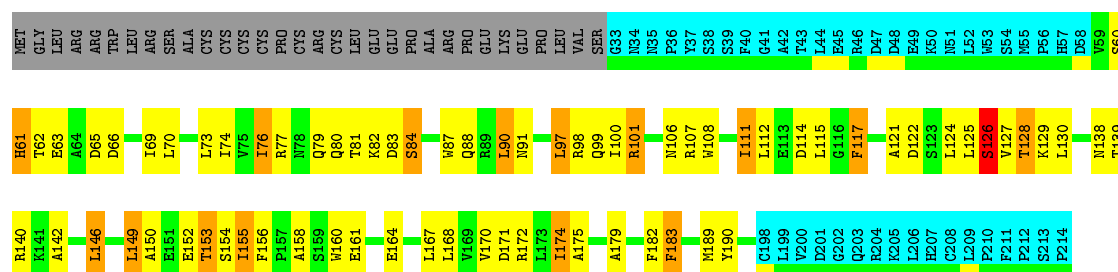 MET GLY LEU ARG ARG TRP LEU ARG SER ALA CYS CYS CYS CYS PRO CYS ARG CYS LEU GLU GLU PRO ALA ARG PRO GLU LYS GLU PRO LEU VAL SER G33 N34 N35 P36 Y37 S38 S39 F40 G41 A42 T43 L44 E45 R46 D47 D48 E49 K50 N51 L52 W53 S54 M55 P56 H57 D58 V59 S60
H61 T62 E63 A64 D65 D66 I69 L70 L73 I74 V75 I76 R77 N78 Q79 Q80 T81 K82 D83 S84 W87 Q88 R89 L90 N91 L97 R98 Q99 I100 R101 N106 R107 W108 I111 L112 E113 D114 L115 G116 F117 A121 D122 S123 L124 L125 S126 V127 T128 K129 L130 N138 T139
R140 K141 A142 L146 L149 A150 E151 E152 T153 S154 I155 F156 P157 A158 S159 W160 E161 E164 L167 L168 V169 V170 D171 R172 L173 I174 A175 A179 F182 F183 M189 Y190 C198 L199 V200 D201 G202 Q203 R204 K205 L206 H207 C208 L209 P210 F211 P212 S213 P214